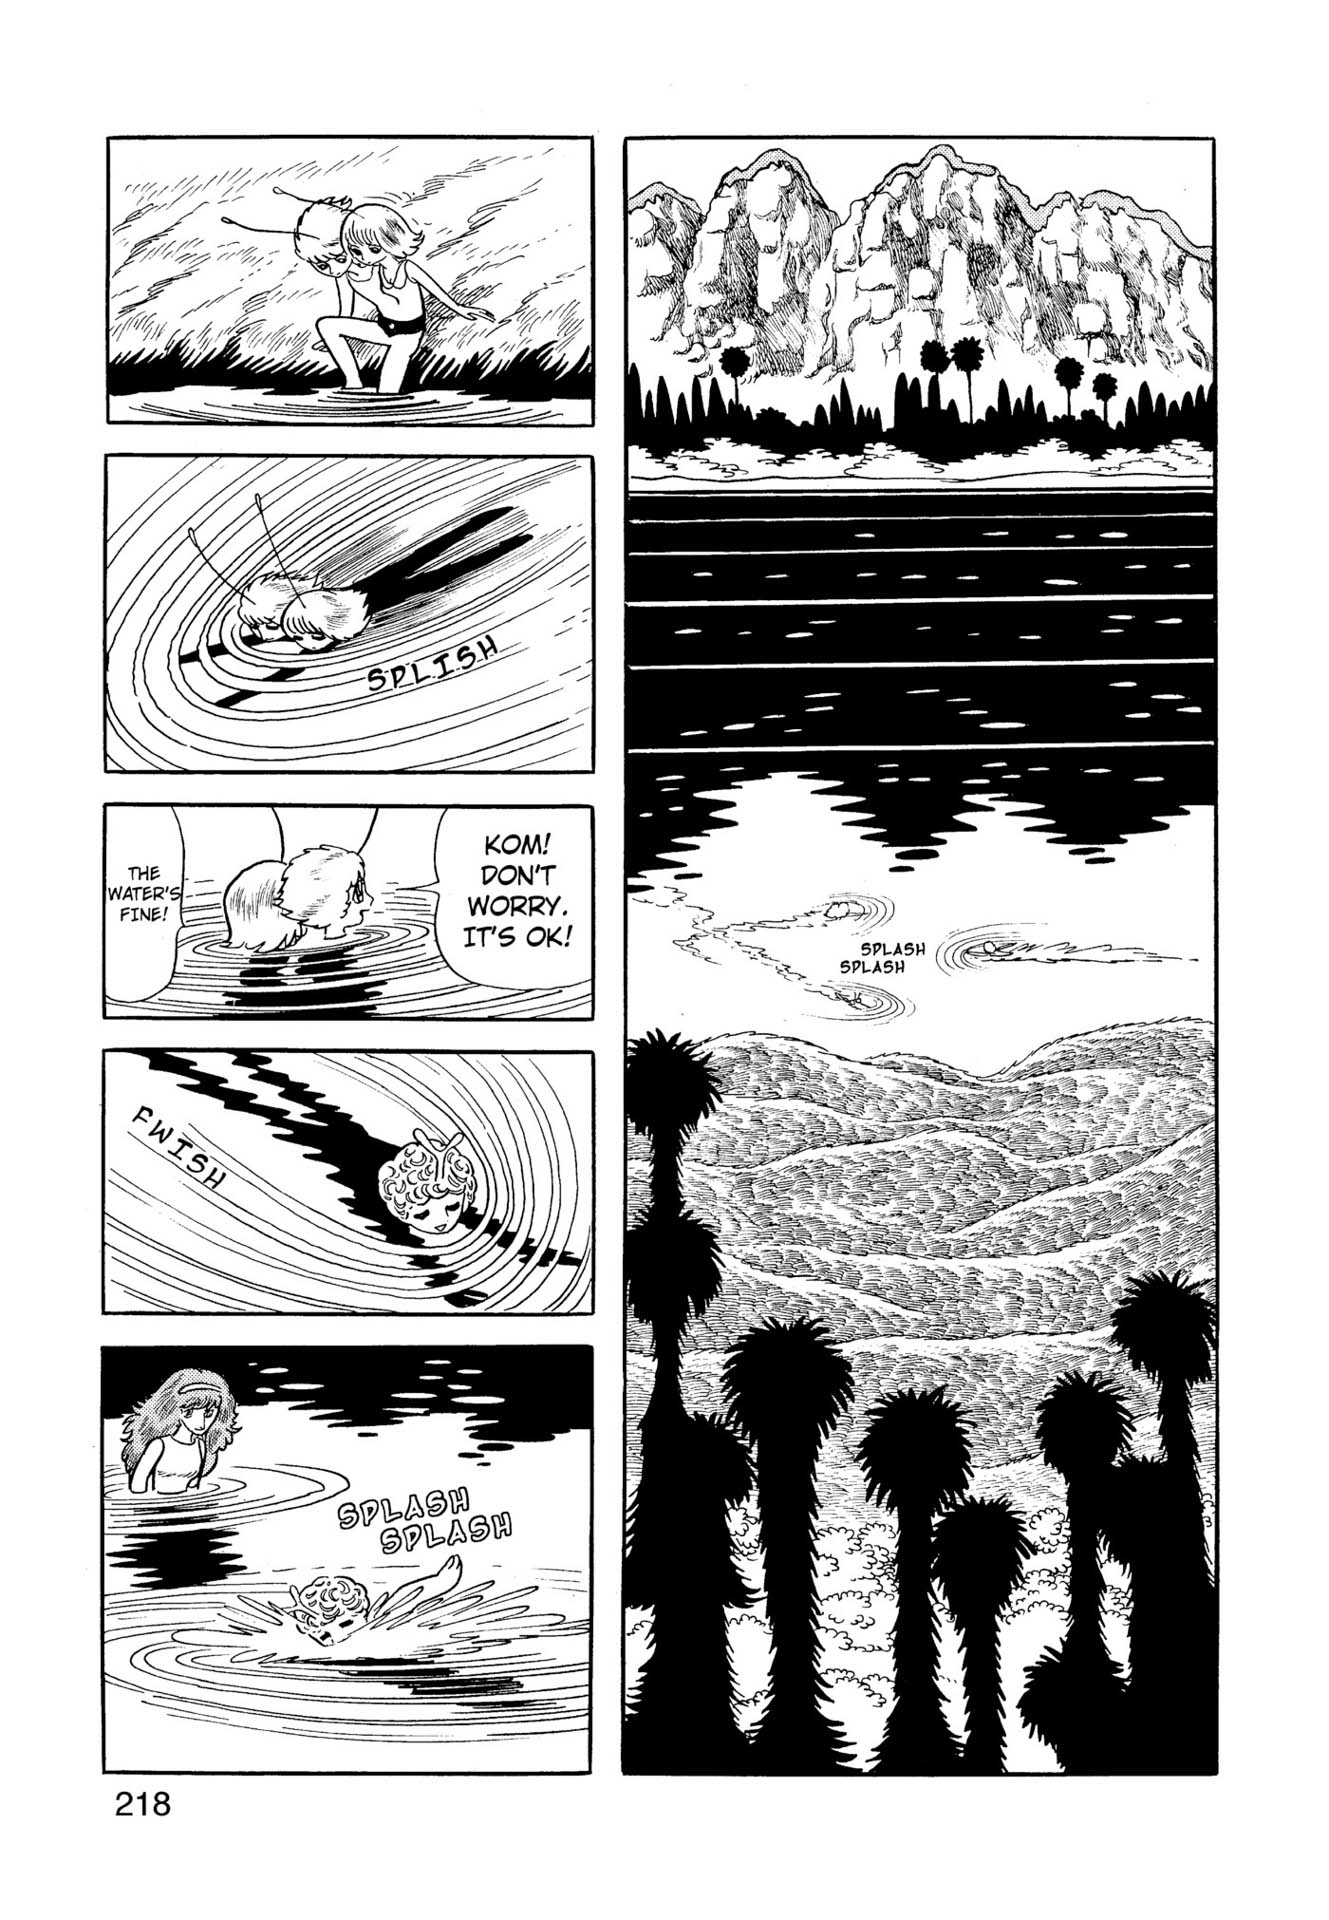 SPLASH
SPLASH
SPLISH
KOM!
DON'T
WORRY.
IT'S OK!
THE
WATER'S
FINE!
FWISH
SPLASH
SPLASH
218